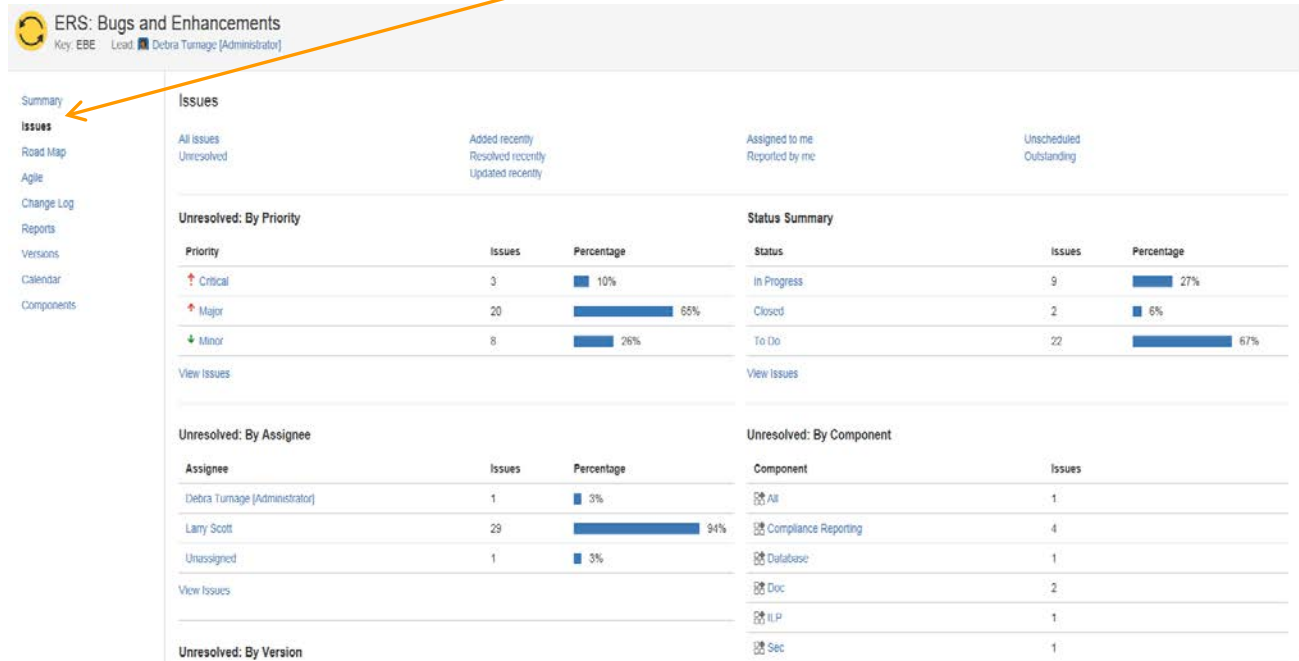 ERS: Bugs and Enhancements
Key: EBE Lead: Debra Turnage [Administrator]
Summary
Issues
Road Map
Agile
Change Log
Reports
Versions
Calendar
Components
Issues
All issues
Unresolved
Added recently
Resolved recently
Updated recently
Assigned to me
Reported by me
Unscheduled
Outstanding
Unresolved: By Priority
Priority Issues Percentage
Critical 3 10%
Major 20 65%
Minor 8 26%
View Issues
Status Summary
Status Issues Percentage
In Progress 9 27%
Closed 2 6%
To Do 22 67%
View Issues
Unresolved: By Assignee
Assignee Issues Percentage
Debra Turnage [Administrator] 1 3%
Larry Scott 29 94%
Unassigned 1 3%
View Issues
Unresolved: By Component
Component Issues
All 1
Compliance Reporting 4
Database 1
Doc 2
ILP 1
Sec 1
Unresolved: By Version